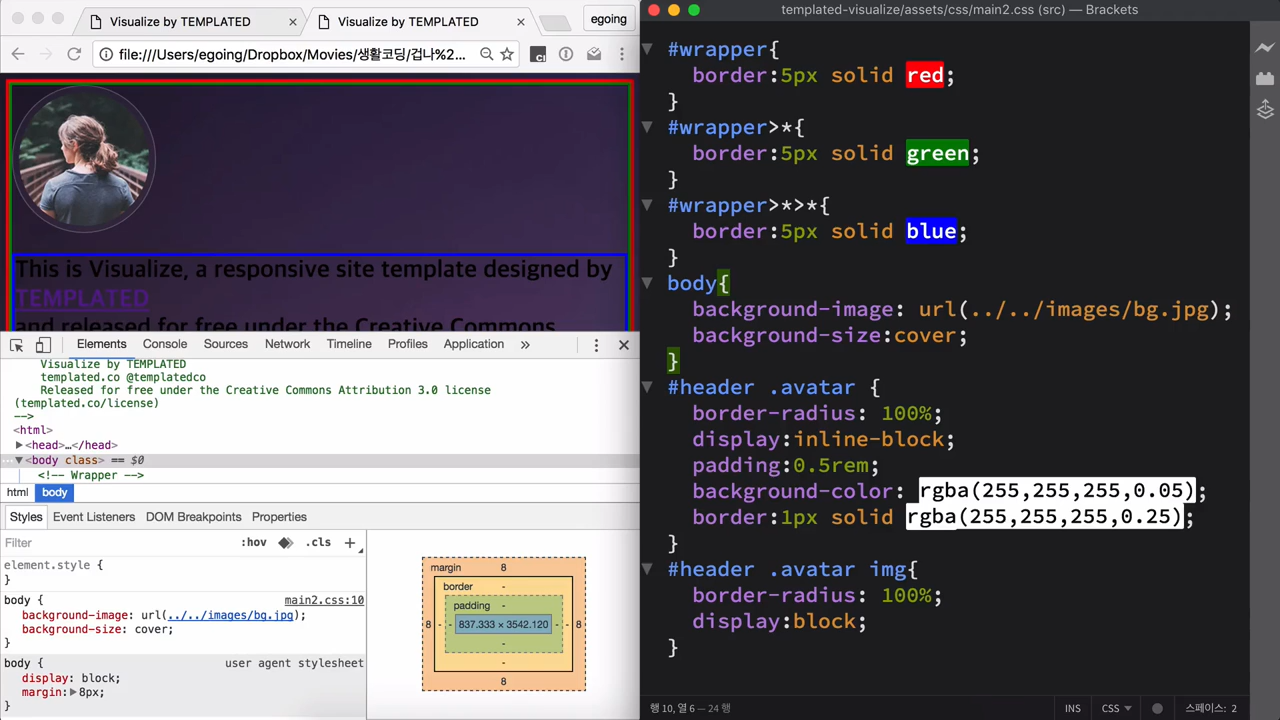 Visualize by TEMPLATED
Visualize by TEMPLATED
egoing
file:///Users/egoing/Dropbox/Movies/생활코딩/겁나%2...
This is Visualize, a responsive site template designed by
TEMPLATED
and released for free under the Creative Commons
Elements Console Sources Network Timeline Profiles Application »
Visualize by TEMPLATED
templated.co @templatedco
Released for free under the Creative Commons Attribution 3.0 license
(templated.co/license)
-->
<html>
▶<head>…</head>
…▼<body class> == $0
<!-- Wrapper -->
html body
Styles Event Listeners DOM Breakpoints Properties
Filter :hov .cls +
element.style {
}
body { main2.css:10
background-image: url(../../images/bg.jpg);
background-size: cover;
}
body { user agent stylesheet
display: block;
margin:▶8px;
}
margin 8
border -
padding -
8 - - 837.333 × 3542.120 - - 8
-
-
8
templated-visualize/assets/css/main2.css (src) — Brackets
#wrapper{
border:5px solid red;
}
#wrapper>*{
border:5px solid green;
}
#wrapper>*>*{
border:5px solid blue;
}
body{
background-image: url(../../images/bg.jpg);
background-size:cover;
}
#header .avatar {
border-radius: 100%;
display:inline-block;
padding:0.5rem;
background-color: rgba(255,255,255,0.05);
border:1px solid rgba(255,255,255,0.25);
}
#header .avatar img{
border-radius: 100%;
display:block;
}
행 10, 열 6 — 24 행 INS CSS 스페이스: 2